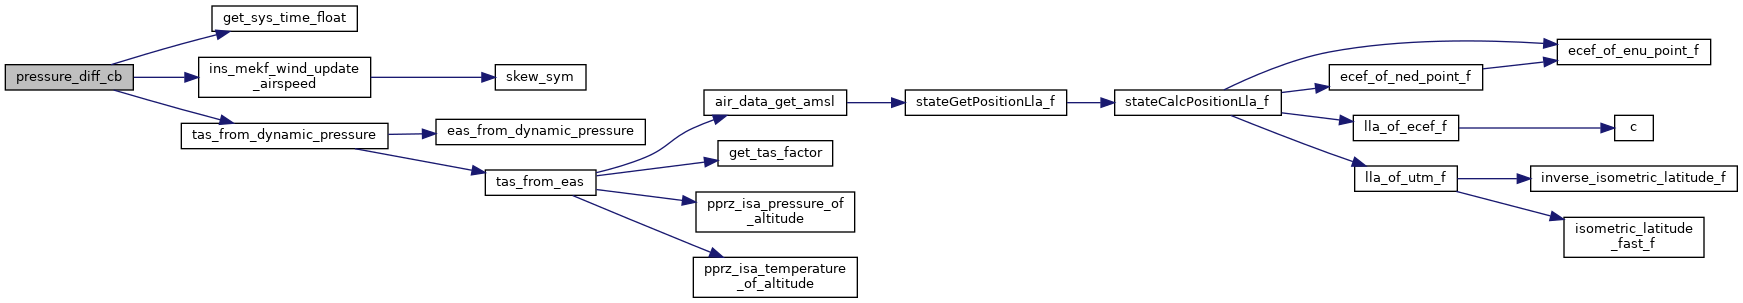 get_sys_time_float
pressure_diff_cb
ins_mekf_wind_update
_airspeed
skew_sym
tas_from_dynamic_pressure
eas_from_dynamic_pressure
tas_from_eas
air_data_get_amsl
get_tas_factor
pprz_isa_pressure_of
_altitude
pprz_isa_temperature
_of_altitude
stateGetPositionLla_f
stateCalcPositionLla_f
ecef_of_enu_point_f
ecef_of_ned_point_f
lla_of_ecef_f
c
lla_of_utm_f
inverse_isometric_latitude_f
isometric_latitude
_fast_f